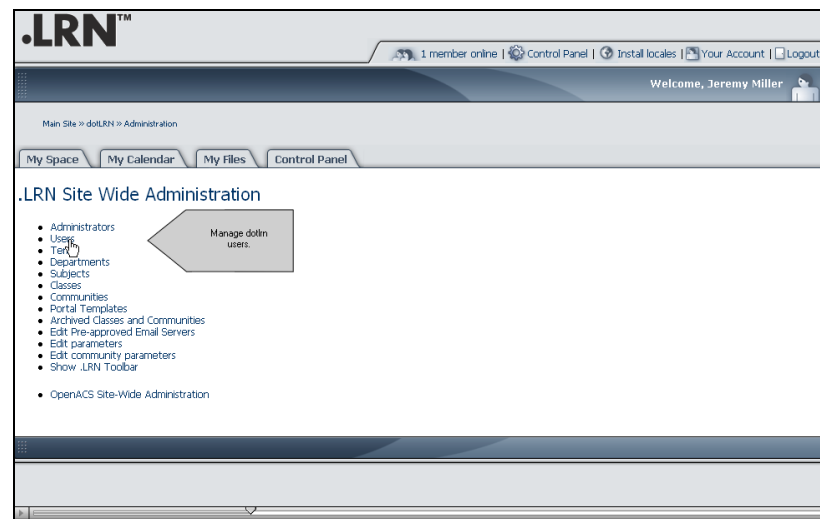 .LRN™
1 member online | Control Panel | Install locales | Your Account | Logout
Welcome, Jeremy Miller
Main Site » dotLRN » Administration
My Space My Calendar My Files Control Panel
.LRN Site Wide Administration
Administrators
Users
Manage dotlrn
users.
Departments
Subjects
Classes
Communities
Portal Templates
Archived Classes and Communities
Edit Pre-approved Email Servers
Edit parameters
Edit community parameters
Show .LRN Toolbar
OpenACS Site-Wide Administration